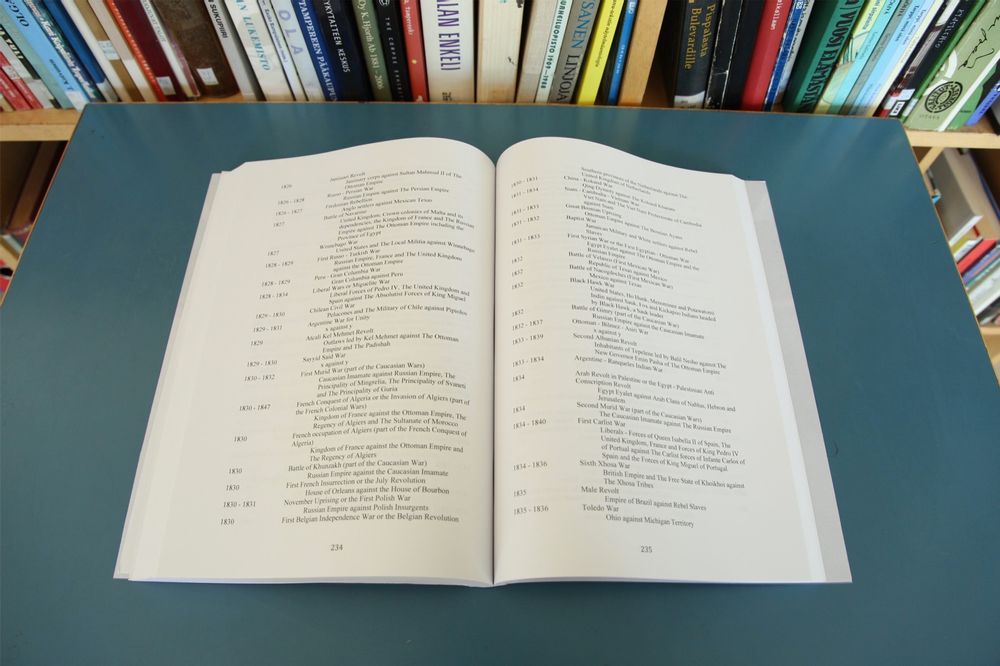 TAMPEREEN
PÄÄKAUPU
TAITEEN
KESKUS
AJAN ENKELI
SANSEN LINJOJA
Pispalasta
Bulevardille
OTAVA
Janissary corps against Sultan Mahmud II of The
Ottoman Empire
1826 - 1828 Russo - Persian War
Russian Empire against The Persian Empire
1826 - 1827 Fredonian Rebellion
Anglo settlers against Mexican Texas
1827 Battle of Navarino
United Kingdom, Crown colonies of Malta and its
dependencies, the Kingdom of France and The Russian
Empire against The Ottoman Empire including the
Province of Egypt
1827 Winnebago War
United States and The Local Militia against Winnebago
1828 - 1829 First Russo - Turkish War
Russian Empire, France and The United Kingdom
against the Ottoman Empire
1828 - 1829 Peru - Gran Colombia War
Gran Colombia against Peru
1828 - 1834 Liberal Wars or Miguelite War
Liberal Forces of Pedro IV, The United Kingdom and
Spain against The Absolutist Forces of King Miguel
1829 - 1830 Chilean Civil War
Pelucones and The Military of Chile against Pipiolos
1829 - 1831 Argentine War for Unity
x against y
1829 Atcali Kel Mehmet Revolt
Outlaws led by Kel Mehmet against The Ottoman
Empire and The Padishah
1829 - 1830 Sayyid Said War
x against y
1830 - 1832 First Murid War (part of the Caucasian Wars)
Caucasian Imamate against Russian Empire, The
Principality of Mingrelia, The Principality of Svaneti
and The Principality of Guria
1830 - 1847 French Conquest of Algeria or the Invasion of Algiers (part of
the French Colonial Wars)
Kingdom of France against the Ottoman Empire, The
Regency of Algiers and The Sultanate of Morocco
1830 French occupation of Algiers (part of the French Conquest of
Algeria)
Kingdom of France against the Ottoman Empire and
The Regency of Algiers
1830 Battle of Khunzakh (part of the Caucasian War)
Russian Empire against the Caucasian Imamate
1830 First French Insurrection or the July Revolution
House of Orleans against the House of Bourbon
1830 - 1831 November Uprising or the First Polish War
Russian Empire against Polish Insurgents
1830 First Belgian Independence War or the Belgian Revolution
234
Southern provinces of the Netherlands against The
United Kingdom of Netherlands
1830 - 1831 China - Kokand War
Qing Dynasty against The Kokand Khanate
1831 - 1834 Siam - Cambodia - Vietnam War
Viet Nam and The Viet Nam Protectorate of Cambodia
against Siam
1831 - 1833 Great Bosnian Uprising
Ottoman Empire against The Bosnian Ayans
1831 - 1832 Baptist War
Jamaican Military and White settlers against Rebel
Slaves
1831 - 1833 First Syrian War or the First Egyptian - Ottoman War
Egypt Eyalet against The Ottoman Empire and the
Russian Empire
1832 Battle of Velasco (First Mexican War)
Republic of Texas against Mexico
1832 Battle of Nacogdoches (First Mexican War)
Mexico against Texas
1832 Black Hawk War
United States, Ho Hunk, Menominee and Potawatomi
Indin against Sauk, Fox and Kickapoo Indians headed
by Black Hawk, a Sauk leader
1832 Battle of Gimry (part of the Caucasian War)
Russian Empire against the Caucasian Imamate
1832 - 1837 Ottoman - Bilmez - Asiri War
x against y
1833 - 1839 Second Albanian Revolt
Inhabitants of Tepelenë led by Balil Nesho against The
New Governor Emin Pasha of The Ottoman Empire
1833 - 1834 Argentine - Ranqueles Indian War
1834 Arab Revolt in Palestine or the Egypt - Palestinian Anti
Conscription Revolt
Egypt Eyalet against Arab Clans of Nablus, Hebron and
Jerusalem
1834 Second Murid War (part of the Caucasian Wars)
The Caucasian Imamate against The Russian Empire
1834 - 1840 First Carlist War
Liberals – Forces of Queen Isabella II of Spain, The
United Kingdom, France and Forces of King Pedro IV
of Portual against The Carlist forces of Infante Carlos of
Spain and the Forces of King Miguel of Portugal
1834 - 1836 Sixth Xhosa War
British Empire and The Free State of Khoikhoi against
The Xhosa Tribes
1835 Male Revolt
Empire of Brazil against Rebel Slaves
1835 - 1836 Toledo War
Ohio against Michigan Territory
235